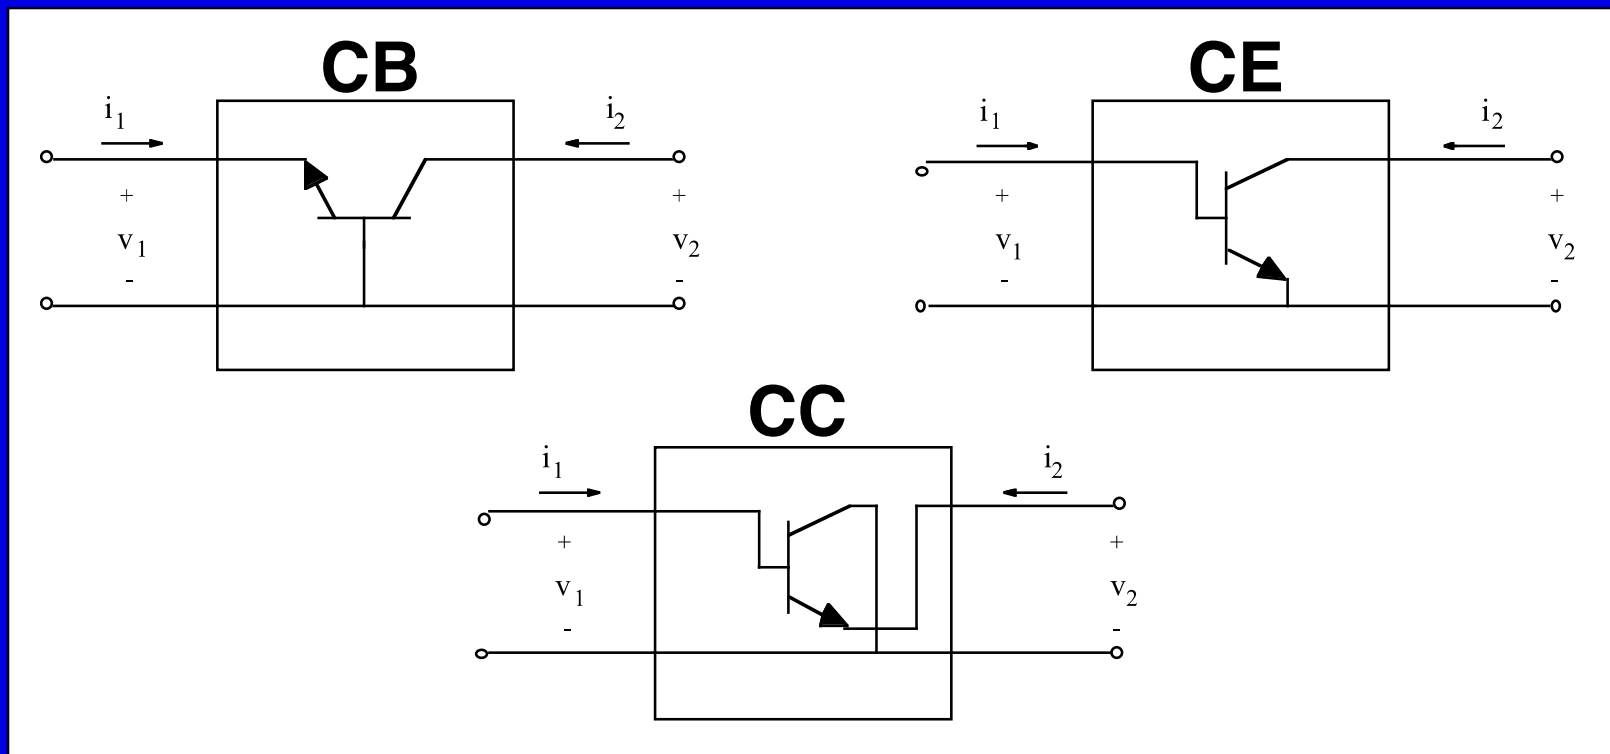 CB
CE
i1
i2
i1
i2
+
+
+
+
v1
v2
v1
v2
-
-
-
-
CC
i1
i2
+
+
v1
v2
-
-